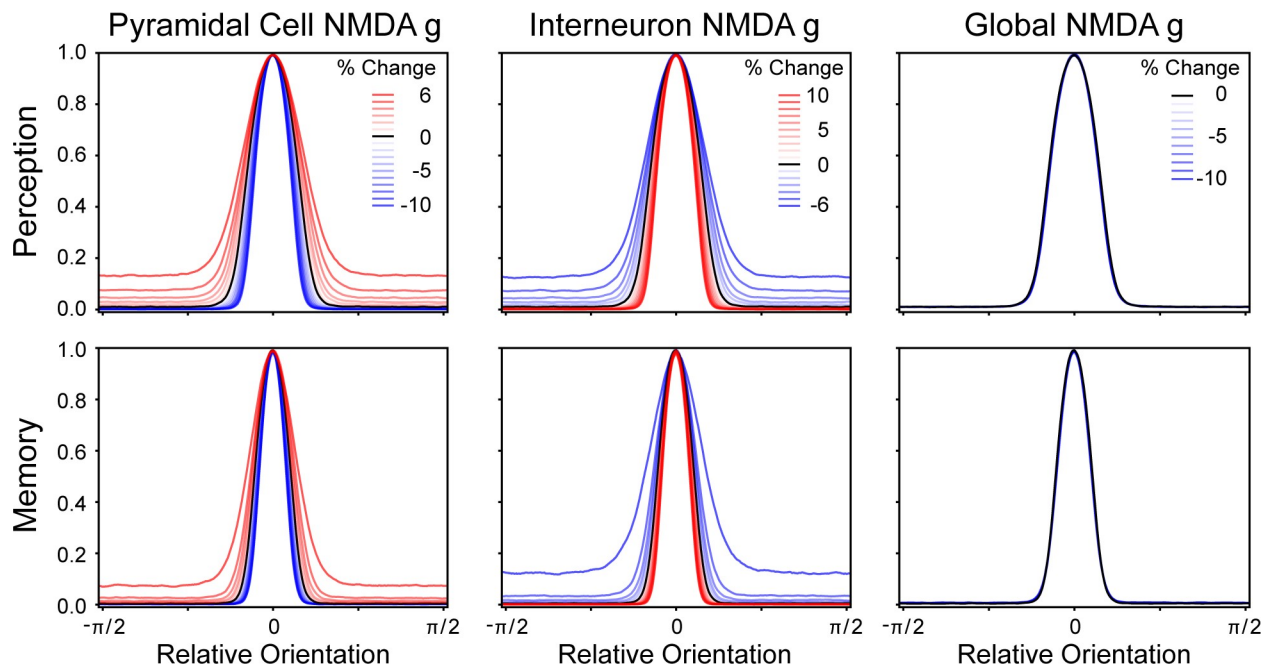 Pyramidal Cell NMDA g
Interneuron NMDA g
Global NMDA g
Perception
1.0
0.8
0.6
0.4
0.2
0.0
% Change
6
0
-5
-10
% Change
10
5
0
-6
% Change
0
-5
-10
Memory
1.0
0.8
0.6
0.4
0.2
0.0
-π/2
0
π/2
-π/2
0
π/2
-π/2
0
π/2
Relative Orientation
Relative Orientation
Relative Orientation